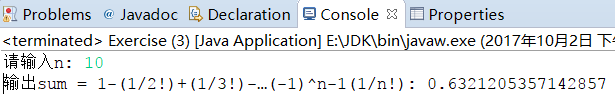 Problems @ Javadoc Declaration Console
<terminated> Exercise (3) [Java Application] E:\JDK\bin\javaw.exe (2017年10月2日 下
请输入n: 10
输出sum = 1-(1/2!)+(1/3!)-…(-1)^n-1(1/n!): 0.6321205357142857